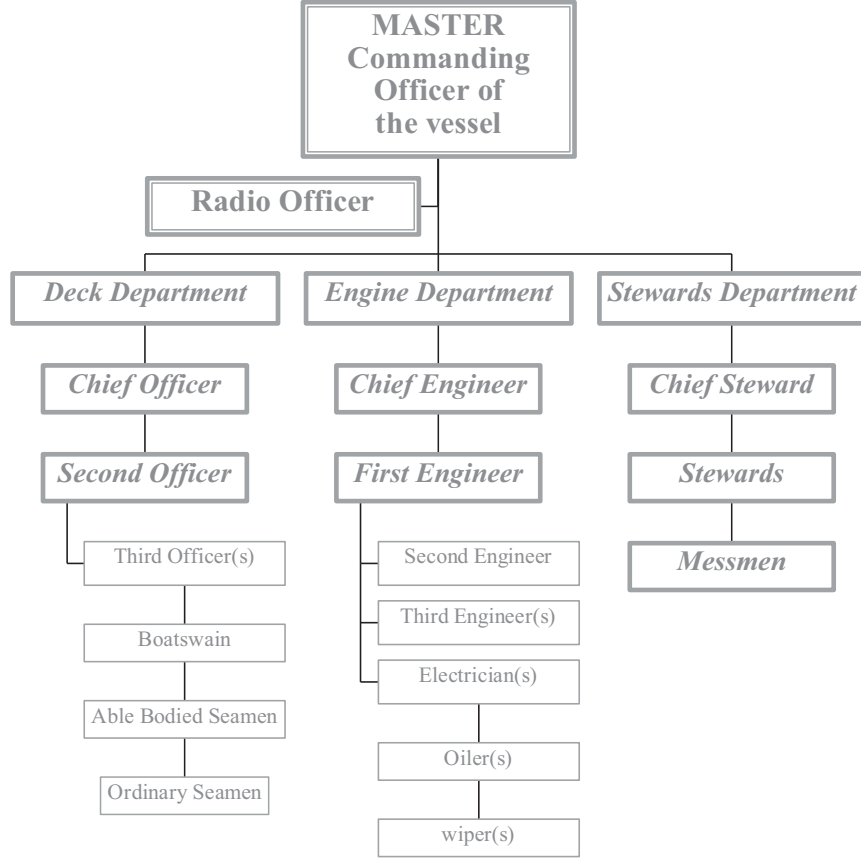 MASTER
Commanding
Officer of
the vessel
Radio Officer
Deck Department
Engine Department
Stewards Department
Chief Officer
Chief Engineer
Chief Steward
Second Officer
First Engineer
Stewards
Third Officer(s)
Second Engineer
Messmen
Third Engineer(s)
Boatswain
Electrician(s)
Able Bodied Seamen
Oiler(s)
Ordinary Seamen
wiper(s)